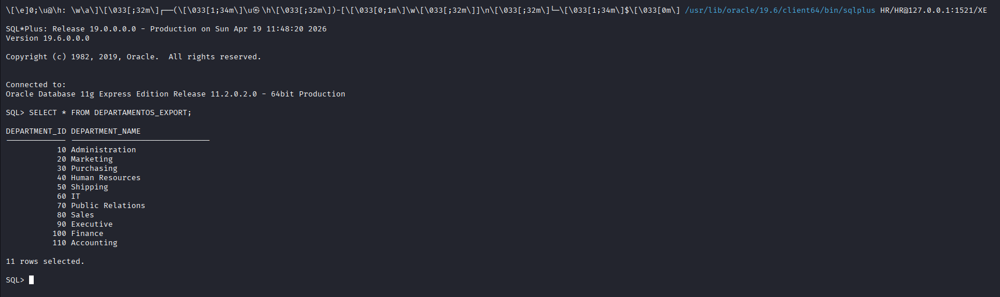 \[\e]0;\u@\h: \w\a\]\[\033[;32m\]┌──(\[\033[1;34m\]\u㉿\h\[\033[;32m\])-[\[\033[0;1m\]\w\[\033[;32m\]]\n\[\033[;32m\]└─\[\033[1;34m\]$\[\033[0m\] /usr/lib/oracle/19.6/client64/bin/sqlplus HR/HR@127.0.0.1:1521/XE
SQL*Plus: Release 19.0.0.0.0 - Production on Sun Apr 19 11:48:20 2026
Version 19.6.0.0.0
Copyright (c) 1982, 2019, Oracle.  All rights reserved.
Connected to:
Oracle Database 11g Express Edition Release 11.2.0.2.0 - 64bit Production
SQL> SELECT * FROM DEPARTAMENTOS_EXPORT;
DEPARTMENT_ID DEPARTMENT_NAME
------------- ------------------------------
10 Administration
20 Marketing
30 Purchasing
40 Human Resources
50 Shipping
60 IT
70 Public Relations
80 Sales
90 Executive
100 Finance
110 Accounting
11 rows selected.
SQL>